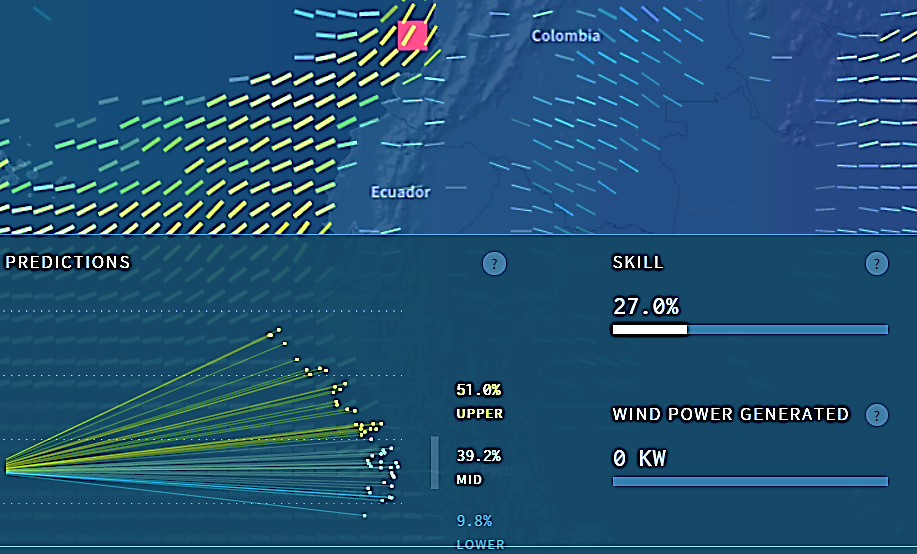 Colombia
Ecuador
PREDICTIONS
?
SKILL
?
27.0%
51.0%
UPPER
39.2%
MID
9.8%
LOWER
WIND POWER GENERATED
?
0 KW